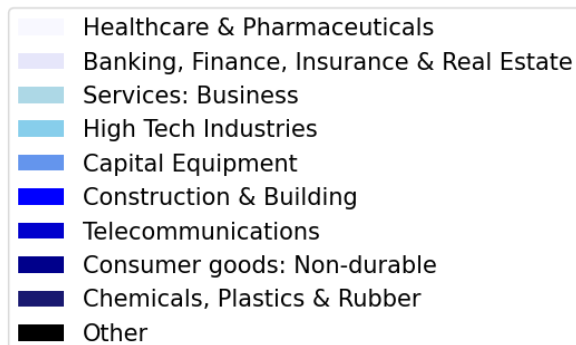 Healthcare & Pharmaceuticals
Banking, Finance, Insurance & Real Estate
Services: Business
High Tech Industries
Capital Equipment
Construction & Building
Telecommunications
Consumer goods: Non-durable
Chemicals, Plastics & Rubber
Other